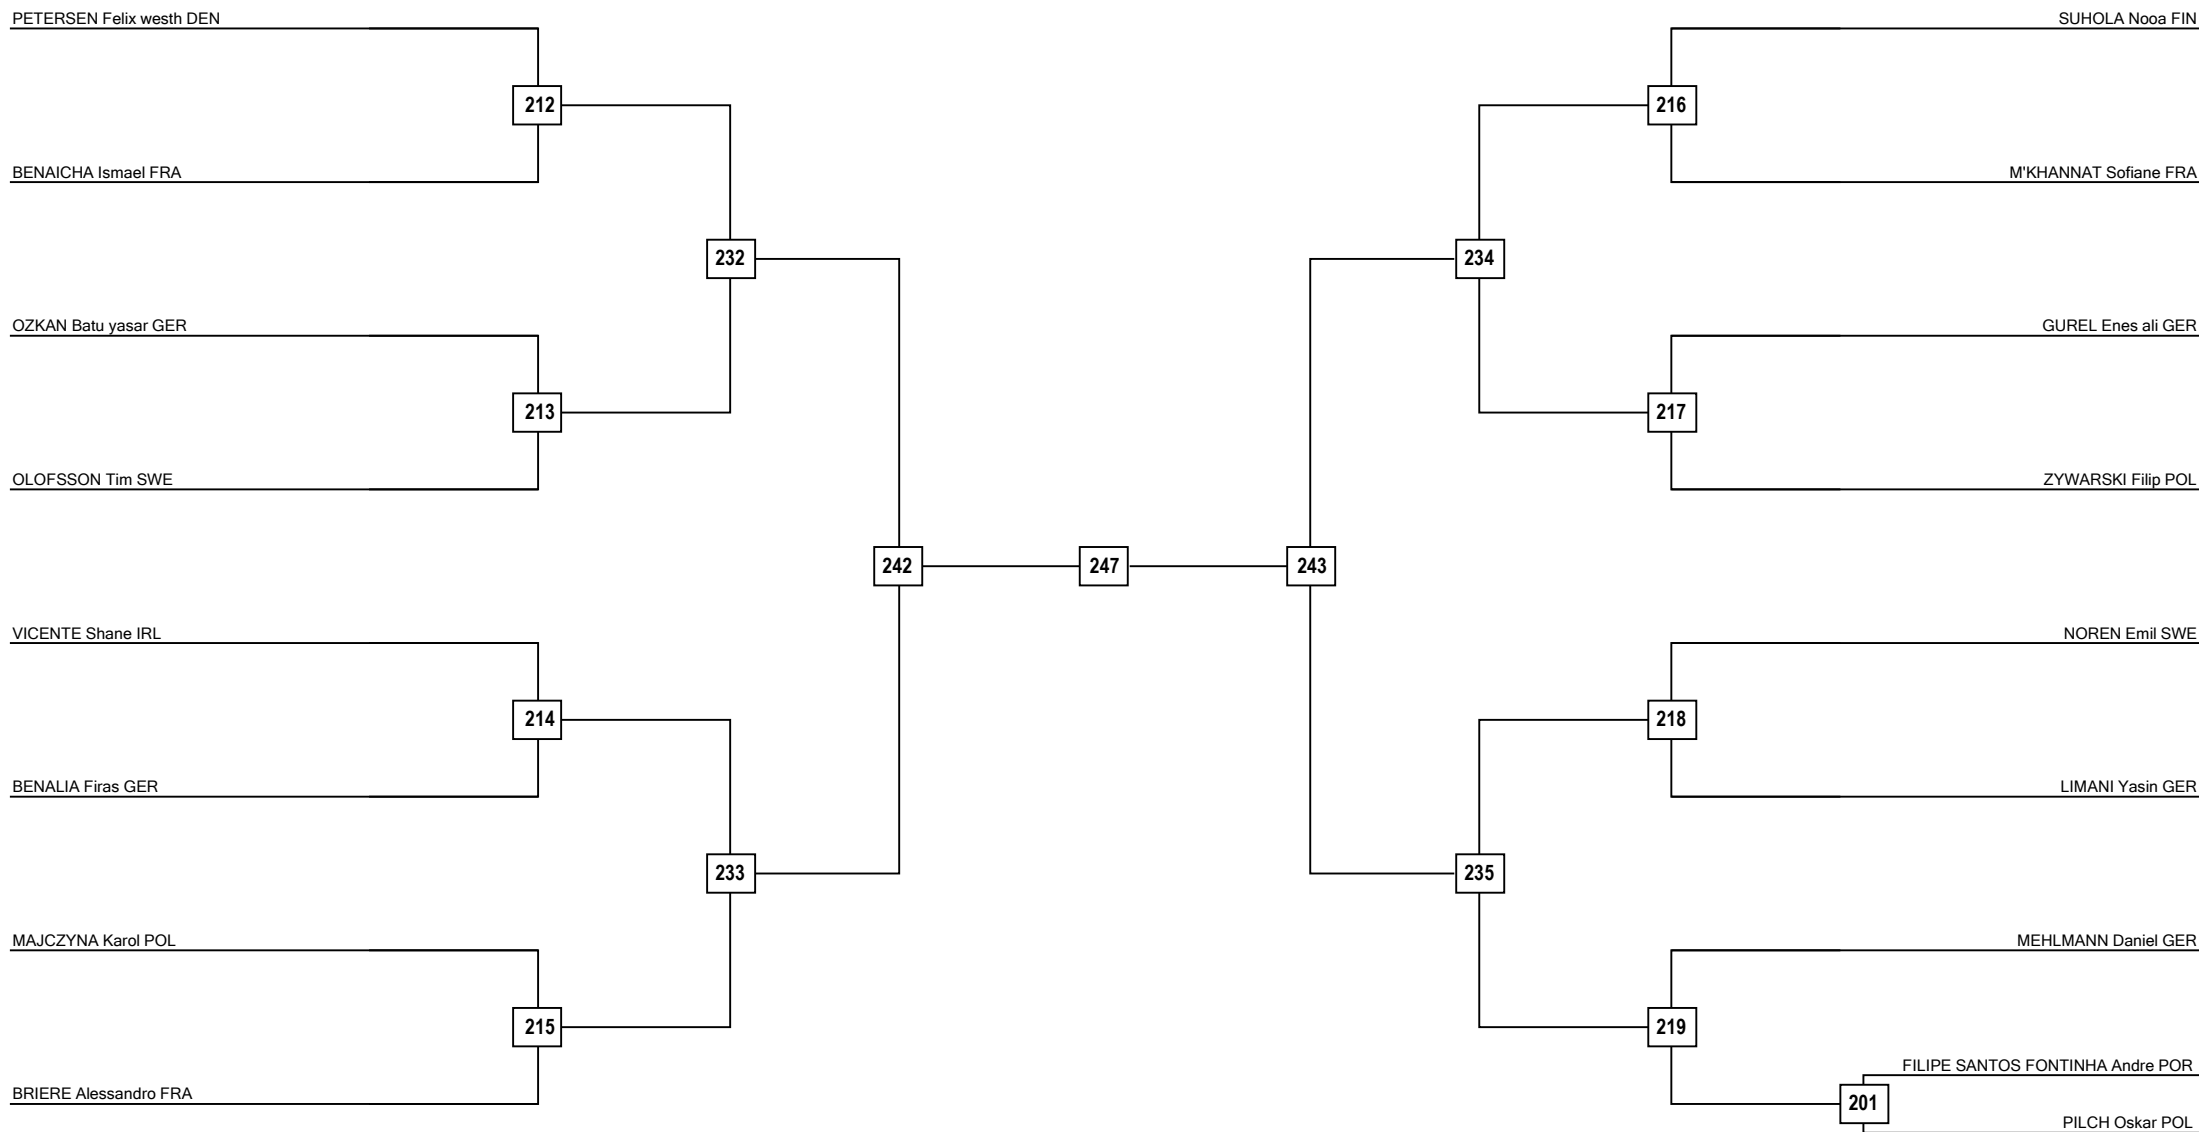 PETERSEN Felix westh DEN
SUHOLA Nooa FIN
212
216
BENAICHA Ismael FRA
M'KHANNAT Sofiane FRA
232
234
OZKAN Batu yasar GER
GUREL Enes ali GER
213
217
OLOFSSON Tim SWE
ZYWARSKI Filip POL
242
247
243
VICENTE Shane IRL
NOREN Emil SWE
214
218
BENALIA Firas GER
LIMANI Yasin GER
233
235
MAJCZYNA Karol POL
MEHLMANN Daniel GER
215
219
FILIPE SANTOS FONTINHA Andre POR
BRIERE Alessandro FRA
201
PILCH Oskar POL